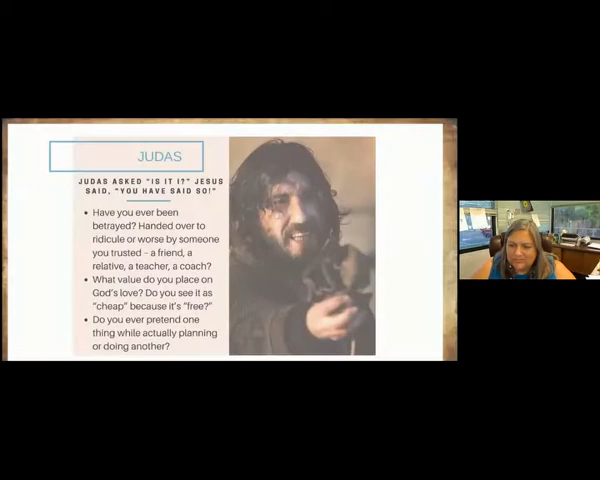 JUDAS
JUDAS ASKED "IS IT I?" JESUS
SAID, "YOU HAVE SAID SO!"
• Have you ever been
betrayed? Handed over to
ridicule or worse by someone
you trusted – a friend, a
relative, a teacher, a coach?
• What value do you place on
God's love? Do you see it as
"cheap" because it's "free?"
• Do you ever pretend one
thing while actually planning
or doing another?